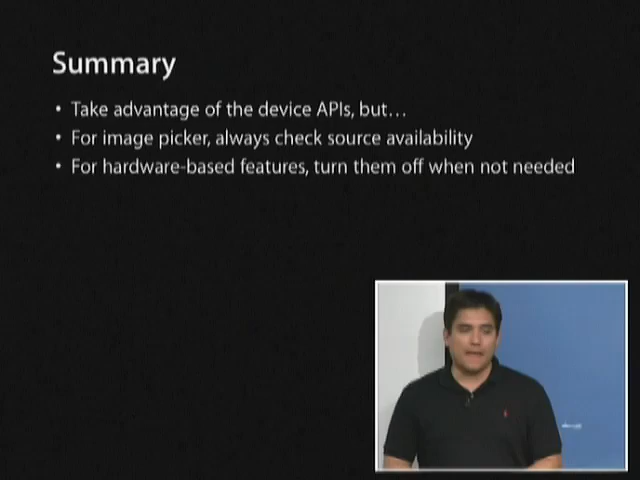 Summary
• Take advantage of the device APIs, but…
• For image picker, always check source availability
• For hardware-based features, turn them off when not needed